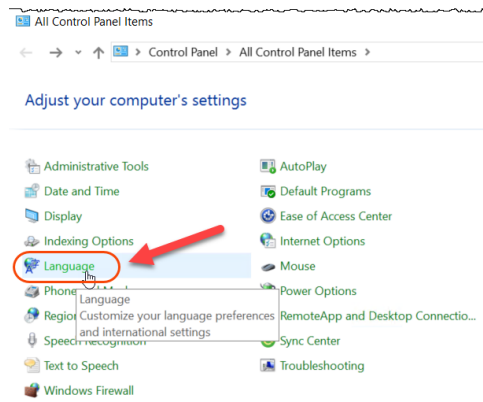 All Control Panel Items
Control Panel > All Control Panel Items >
Adjust your computer's settings
Administrative Tools
AutoPlay
Date and Time
Default Programs
Display
Ease of Access Center
Indexing Options
Internet Options
Language
Mouse
Phone
Power Options
Language
Customize your language preferences
and international settings
Region
RemoteApp and Desktop Connectio...
Speech Recognition
Sync Center
Text to Speech
Troubleshooting
Windows Firewall